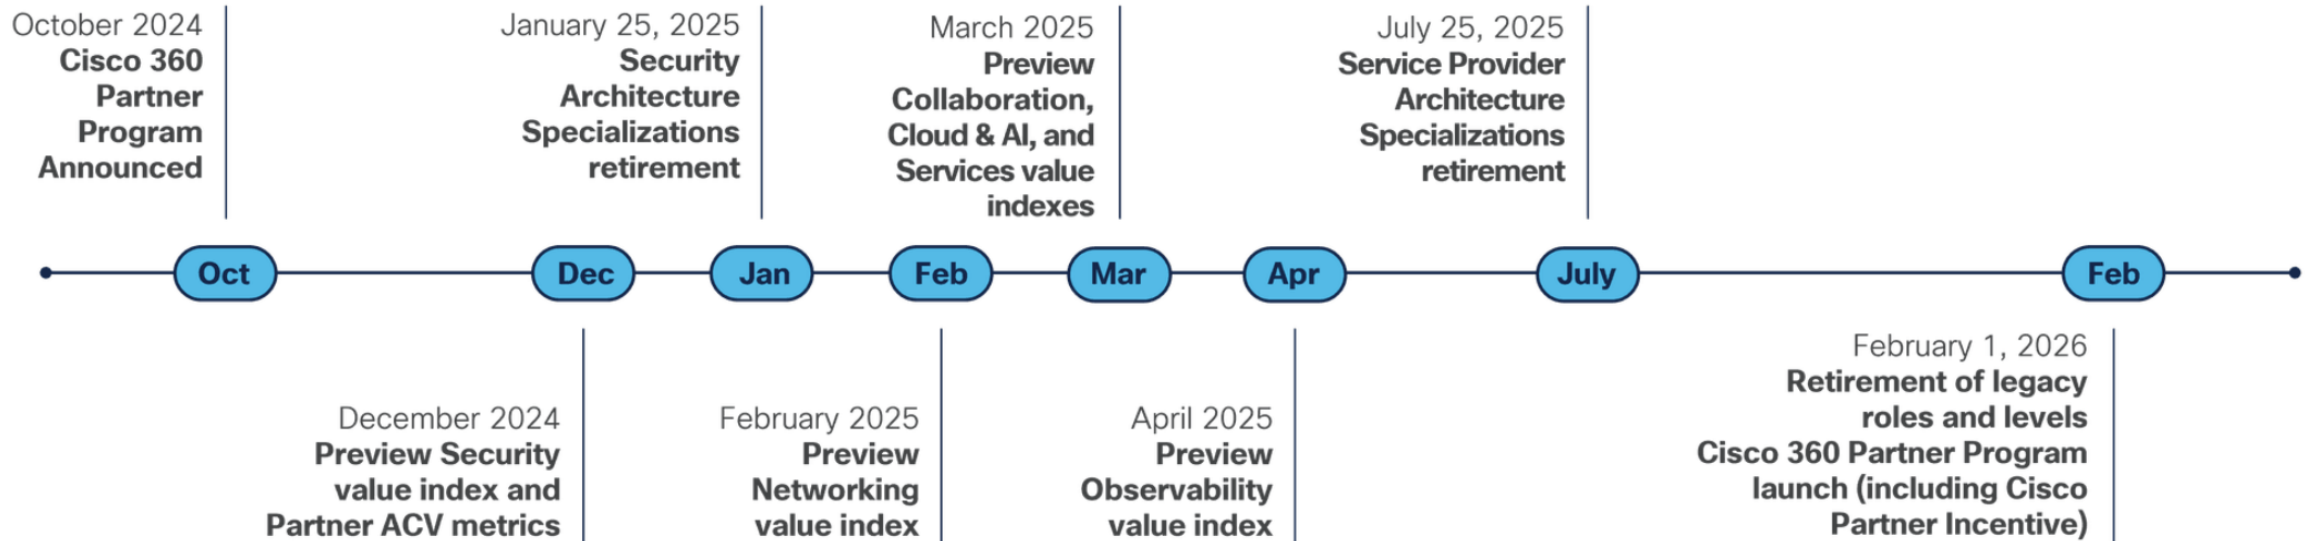 October 2024
Cisco 360
Partner
Program
Announced
January 25, 2025
Security
Architecture
Specializations
retirement
March 2025
Preview
Collaboration,
Cloud & AI, and
Services value
indexes
July 25, 2025
Service Provider
Architecture
Specializations
retirement
Oct
Dec
Jan
Feb
Mar
Apr
July
Feb
December 2024
Preview Security
value index and
Partner ACV metrics
February 2025
Preview
Networking
value index
April 2025
Preview
Observability
value index
February 1, 2026
Retirement of legacy
roles and levels
Cisco 360 Partner Program
launch (including Cisco
Partner Incentive)